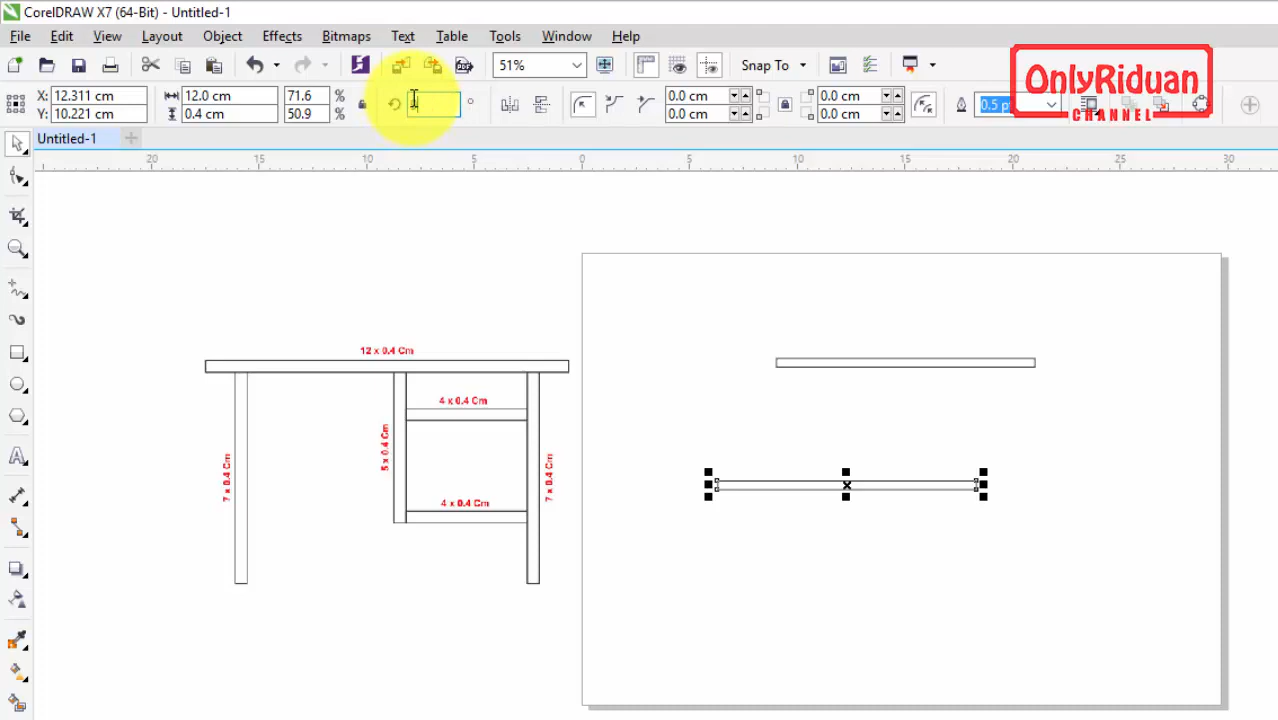 CorelDRAW X7 (64-Bit) - Untitled-1
File Edit View Layout Object Effects Bitmaps Text Table Tools Window Help
51% Snap To
OnlyRiduan
CHANNEL
X: 12.311 cm 12.0 cm 71.6 % 0.0 cm 0.0 cm 0.5 p
Y: 10.221 cm 0.4 cm 50.9 % 0.0 cm 0.0 cm
Untitled-1
20 15 10 5 0 5 10 15 20 25 30
12 x 0.4 Cm
4 x 0.4 Cm
5 x 0.4 Cm
7 x 0.4 Cm
7 x 0.4 Cm
4 x 0.4 Cm